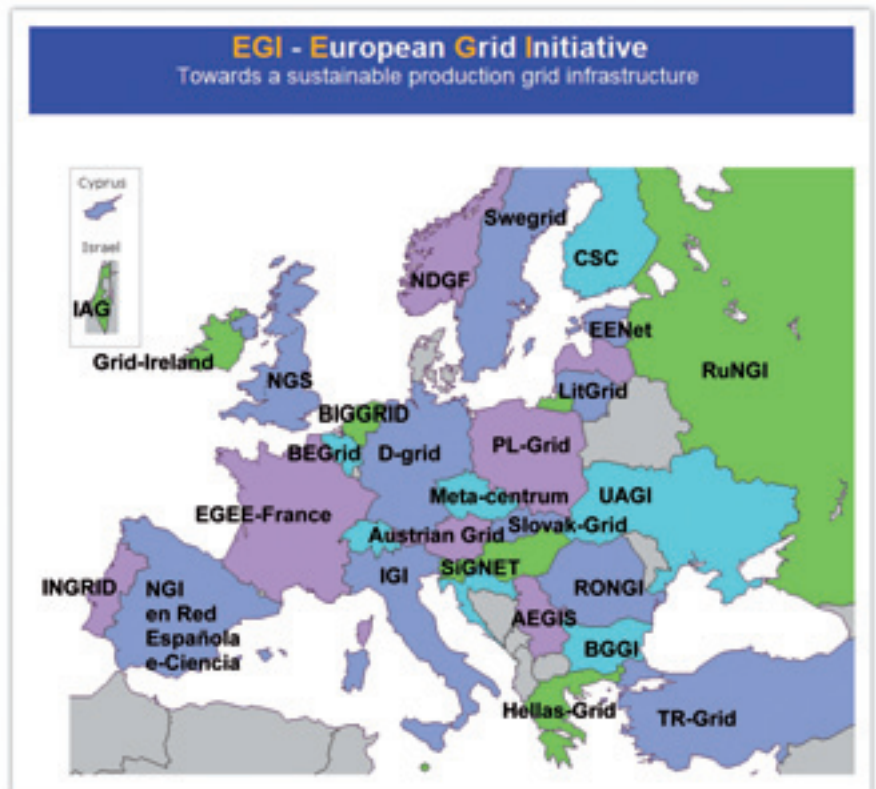 EGI - European Grid Initiative
Towards a sustainable production grid infrastructure
Cyprus
Israel
IAG
Swegrid
NDGF
CSC
EENet
Grid-Ireland
NGS
LitGrid
RuNGI
BIGGRID
BEGrid
D-grid
PL-Grid
Meta-centrum
UAGI
EGEE-France
Austrian Grid
Slovak-Grid
SiGNET
IGI
RONGI
INGRID
NGI
en Red
Española
e-Ciencia
AEGIS
BGGI
Hellas-Grid
TR-Grid